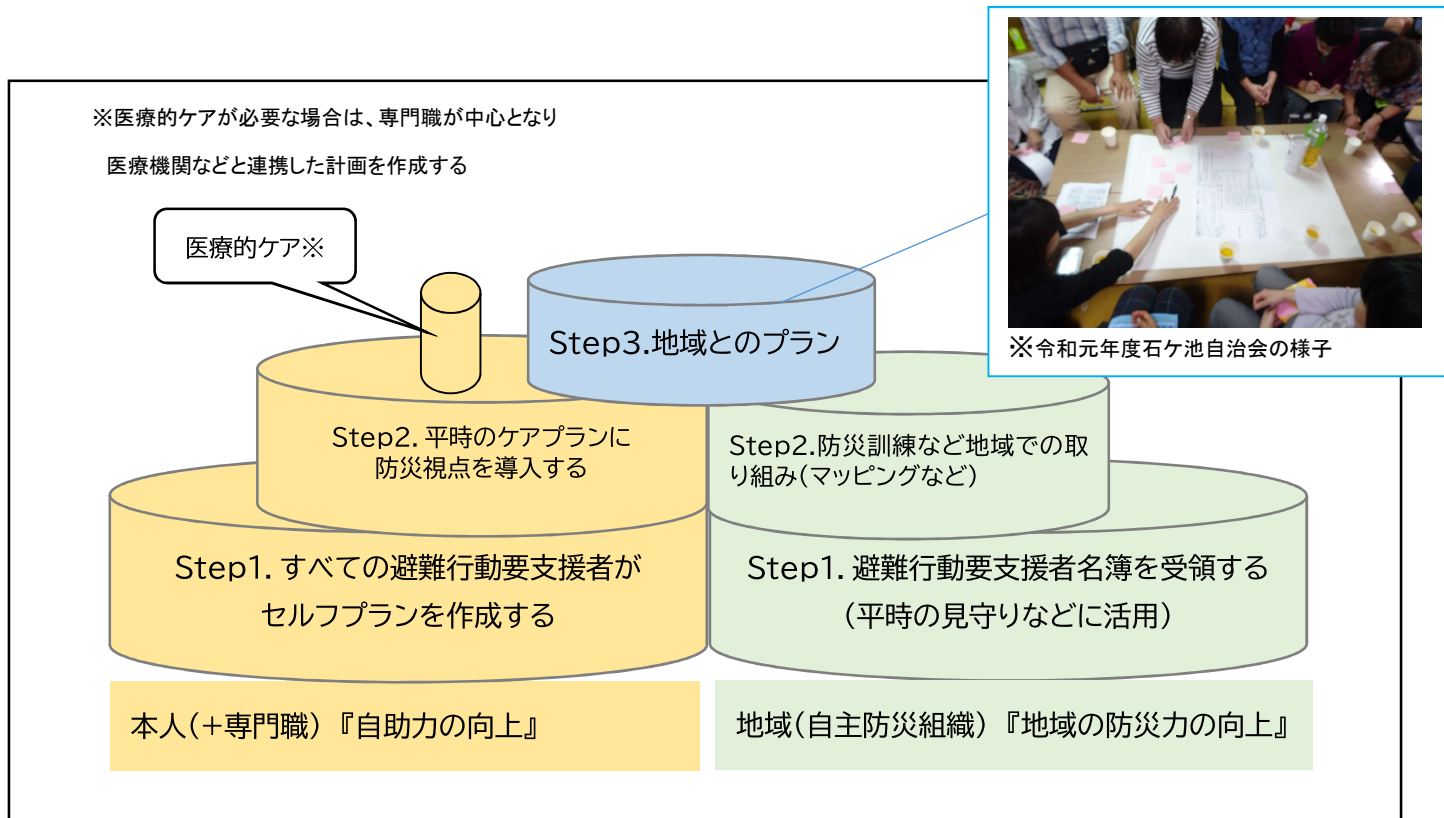 ※医療的ケアが必要な場合は、専門職が中心となり
医療機関などと連携した計画を作成する
医療的ケア※
※令和元年度石ケ池自治会の様子
Step3.地域とのプラン
Step2.平時のケアプランに
防災視点を導入する
Step2.防災訓練など地域での取
り組み(マッピングなど)
Step1.すべての避難行動要支援者が
セルフプランを作成する
Step1.避難行動要支援者名簿を受領する
(平時の見守りなどに活用)
本人(+専門職)『自助力の向上』
地域(自主防災組織)『地域の防災力の向上』